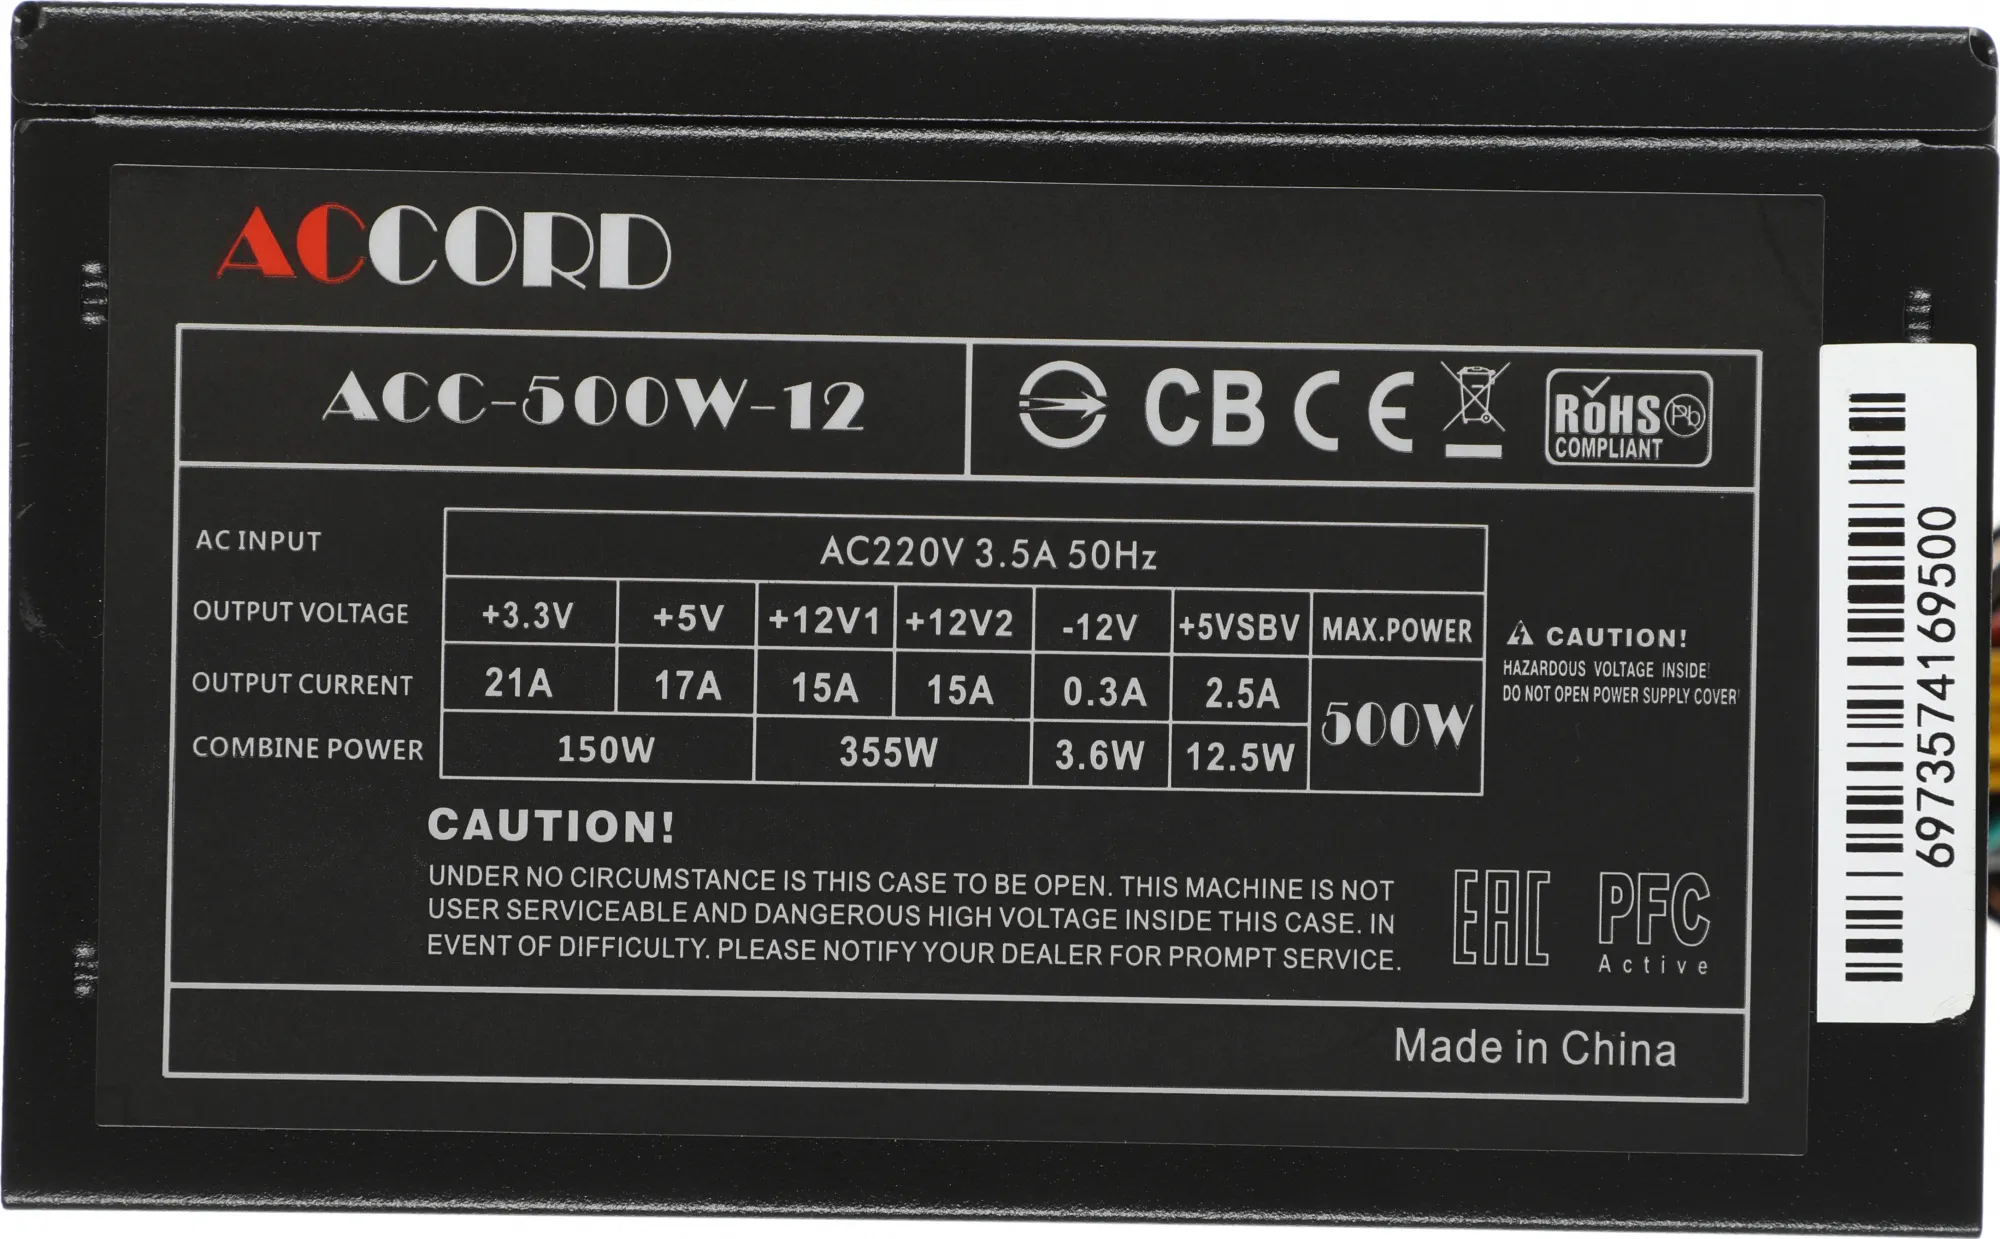 ACCORD
ACC-500W-12
CB CE
RoHS Pb
COMPLIANT
AC INPUT AC220V 3.5A 50Hz
OUTPUT VOLTAGE +3.3V +5V +12V1 +12V2 -12V +5VSBV MAX.POWER
OUTPUT CURRENT 21A 17A 15A 15A 0.3A 2.5A 500W
COMBINE POWER 150W 355W 3.6W 12.5W
CAUTION!
HAZARDOUS VOLTAGE INSIDE!
DO NOT OPEN POWER SUPPLY COVER!
CAUTION!
UNDER NO CIRCUMSTANCE IS THIS CASE TO BE OPEN. THIS MACHINE IS NOT
USER SERVICEABLE AND DANGEROUS HIGH VOLTAGE INSIDE THIS CASE. IN
EVENT OF DIFFICULTY. PLEASE NOTIFY YOUR DEALER FOR PROMPT SERVICE.
EAC
PFC
Active
Made in China
6973574169500